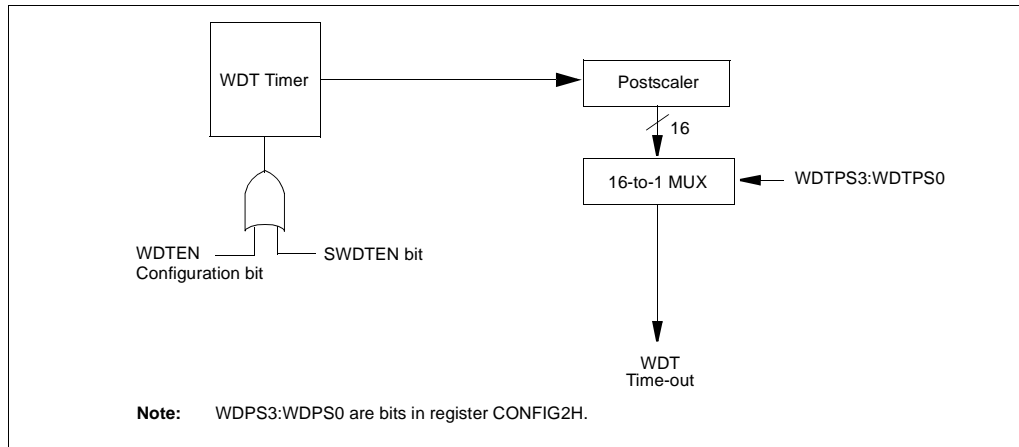 WDT Timer
Postscaler
16
16-to-1 MUX
WDTPS3:WDTPS0
WDTEN
Configuration bit
SWDTEN bit
WDT
Time-out
Note: WDPS3:WDPS0 are bits in register CONFIG2H.